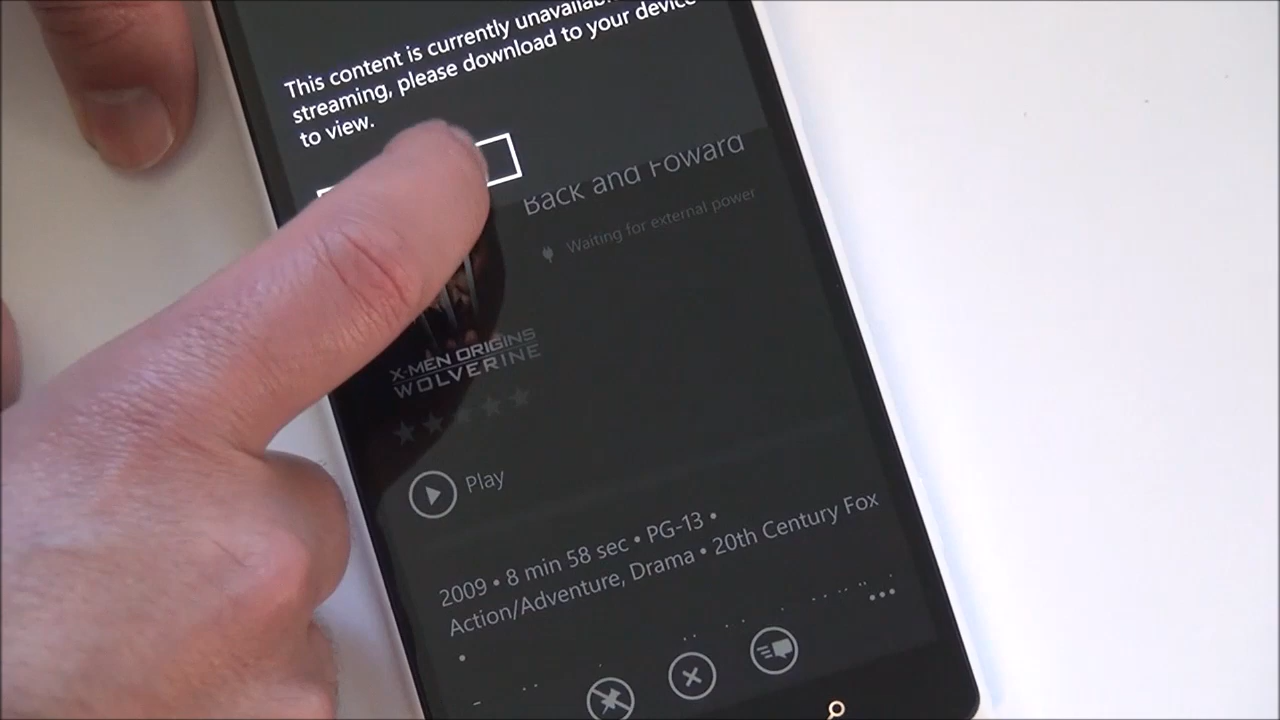 This content is currently unavailable
streaming, please download to your device
to view.
Back and Foward
Waiting for external power
X-MEN ORIGINS
WOLVERINE
Play
2009 • 8 min 58 sec • PG-13 •
Action/Adventure, Drama • 20th Century Fox
•